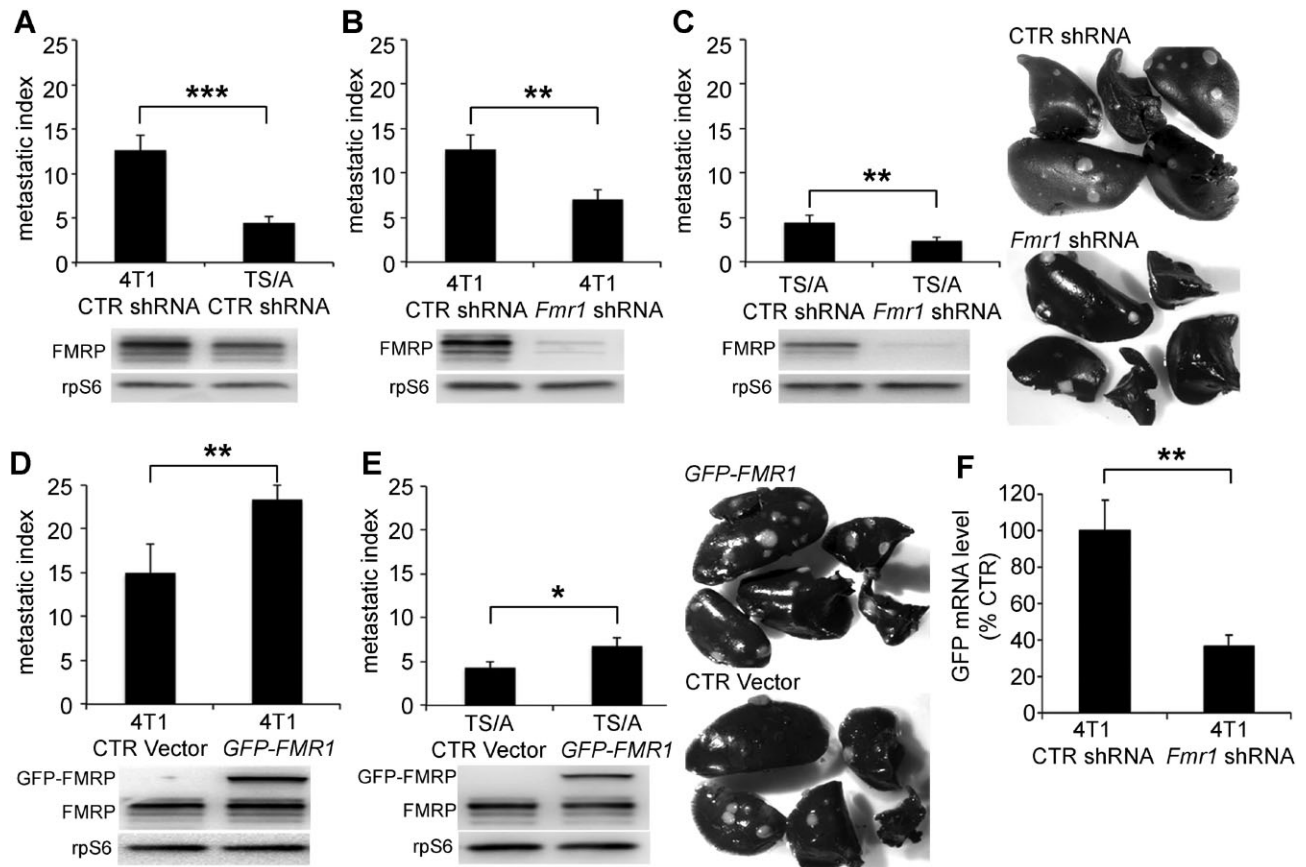 A
metastatic index
25
20
15
10
5
0
***
4T1 TS/A
CTR shRNA CTR shRNA
FMRP
rpS6
B
metastatic index
25
20
15
10
5
0
**
4T1 4T1
CTR shRNA Fmr1 shRNA
FMRP
rpS6
C
metastatic index
25
20
15
10
5
0
**
TS/A TS/A
CTR shRNA Fmr1 shRNA
FMRP
rpS6
CTR shRNA
Fmr1 shRNA
D
metastatic index
25
20
15
10
5
0
**
4T1 4T1
CTR Vector GFP-FMR1
GFP-FMRP
FMRP
rpS6
E
metastatic index
25
20
15
10
5
0
*
TS/A TS/A
CTR Vector GFP-FMR1
GFP-FMRP
FMRP
rpS6
GFP-FMR1
CTR Vector
F
GFP mRNA level
(% CTR)
120
100
80
60
40
20
0
**
4T1 4T1
CTR shRNA Fmr1 shRNA